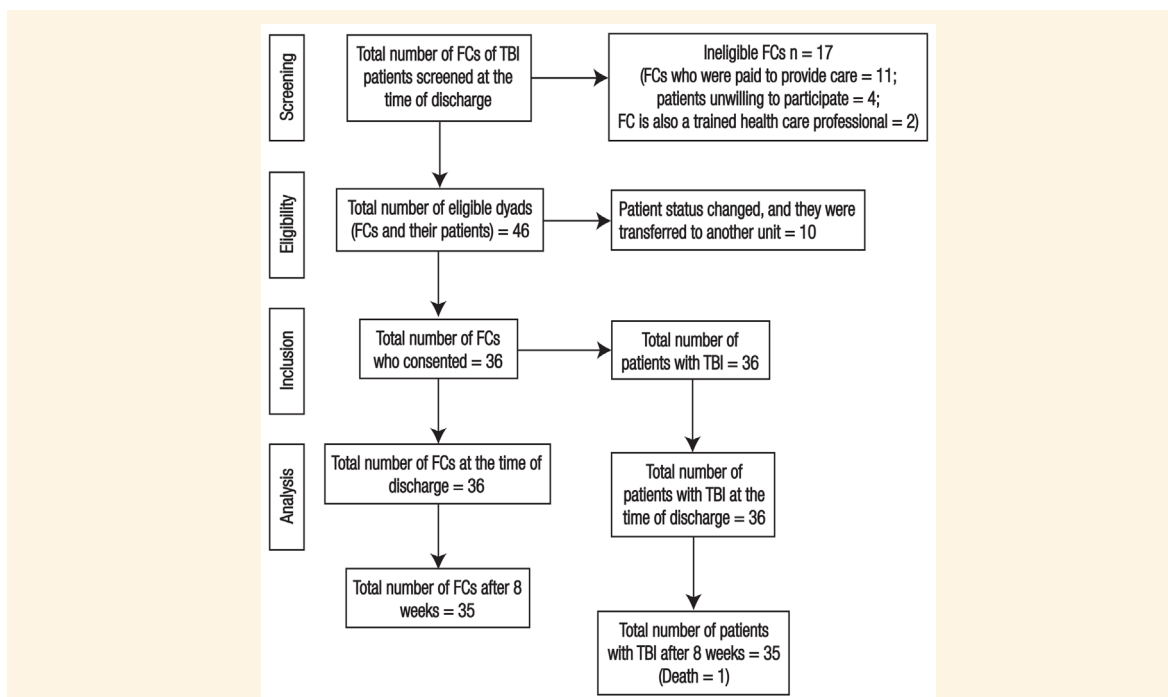 Screening
Total number of FCs of TBI
patients screened at the
time of discharge
Ineligible FCs n = 17
(FCs who were paid to provide care = 11;
patients unwilling to participate = 4;
FC is also a trained health care professional = 2)
Eligibility
Total number of eligible dyads
(FCs and their patients) = 46
Patient status changed, and they were
transferred to another unit = 10
Inclusion
Total number of FCs
who consented = 36
Total number of
patients with TBI = 36
Analysis
Total number of FCs at the time of
discharge = 36
Total number of
patients with TBI at the
time of discharge = 36
Total number of FCs after 8
weeks = 35
Total number of patients
with TBI after 8 weeks = 35
(Death = 1)